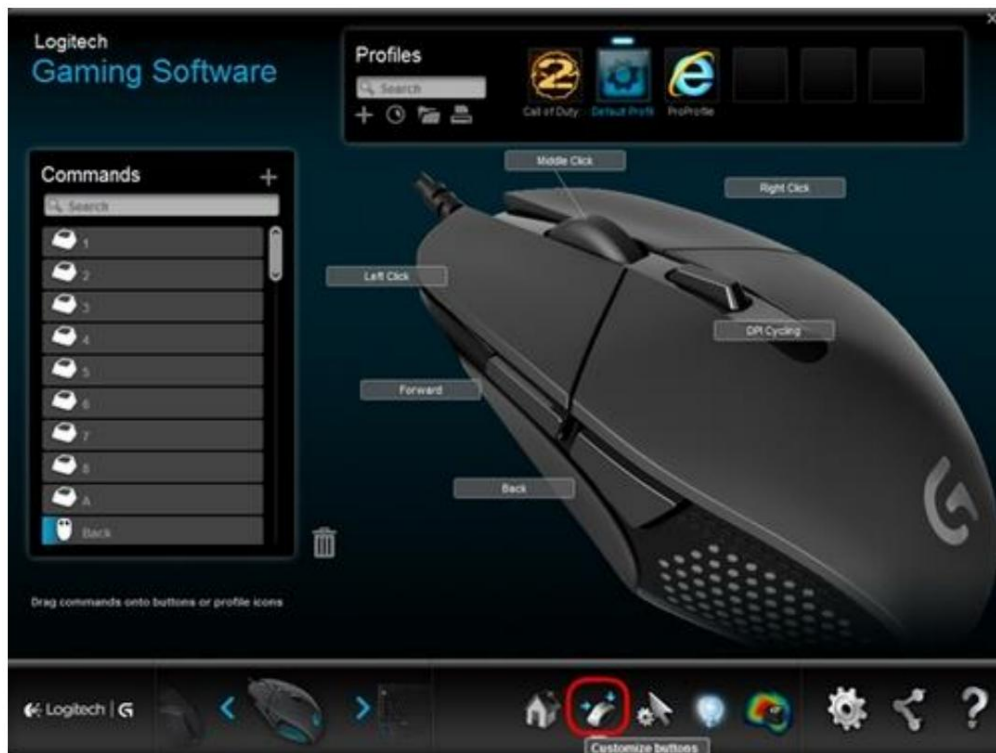 Logitech
Gaming Software
Profiles
Search
Call of Duty
Default Profil
ProProfile
Commands
Search
1
2
3
4
5
6
7
8
A
Back
Middle Click
Right Click
Left Click
DPI Cycling
Forward
Back
Drag commands onto buttons or profile icons
Logitech | G
?
Customize buttons